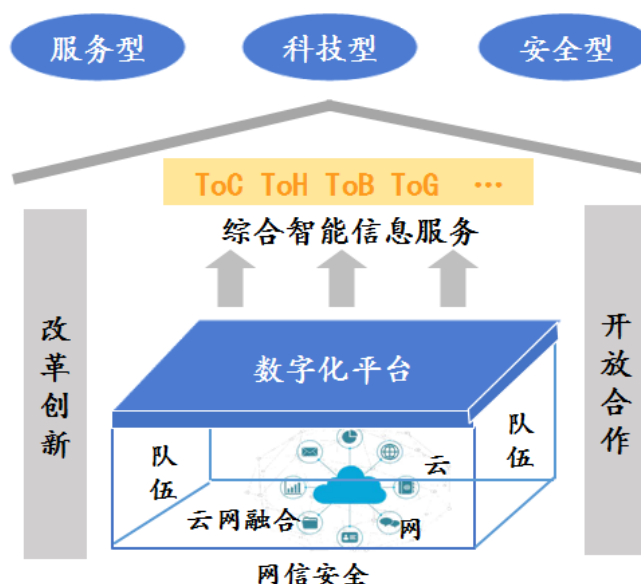 服务型
科技型
安全型
ToC ToH ToB ToG …
综合智能信息服务
改革创新
开放合作
数字化平台
队伍
队伍
云
云网融合
网
网信安全